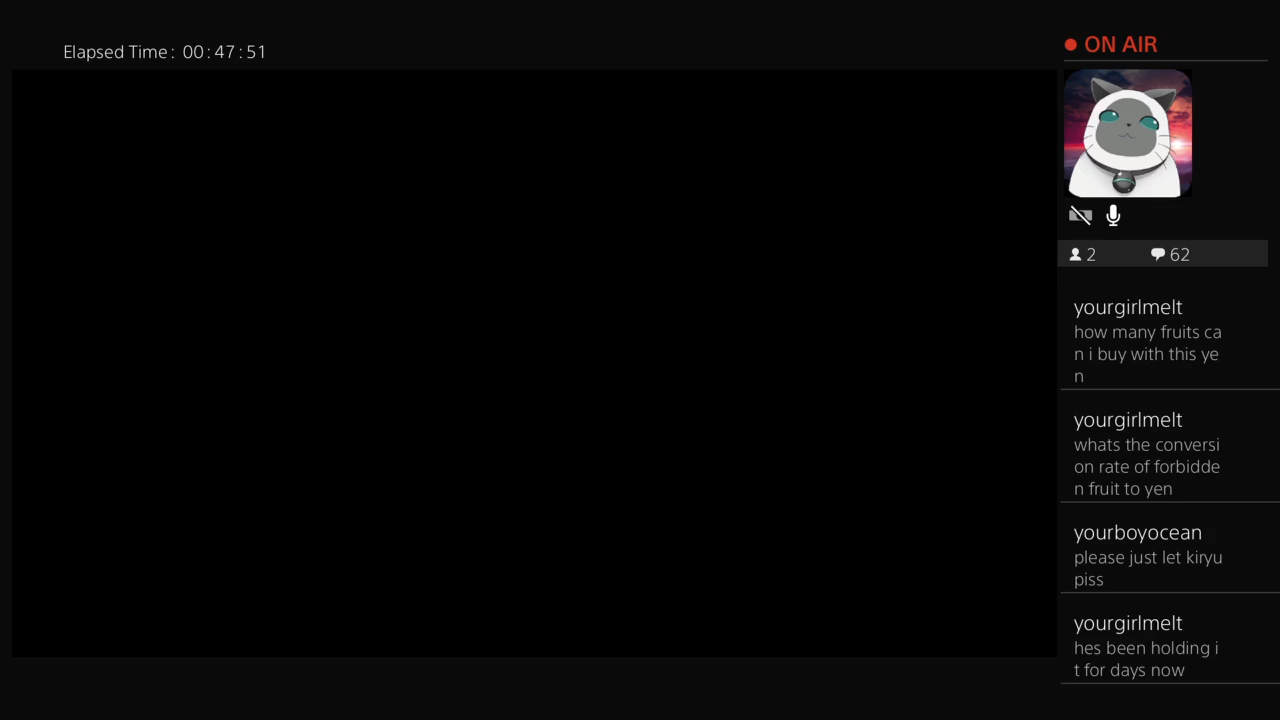 Elapsed Time: 00:47:51
ON AIR
2 62
yourgirlmelt
how many fruits ca
n i buy with this ye
n
yourgirlmelt
whats the conversi
on rate of forbidde
n fruit to yen
yourboyocean
please just let kiryu
piss
yourgirlmelt
hes been holding i
t for days now